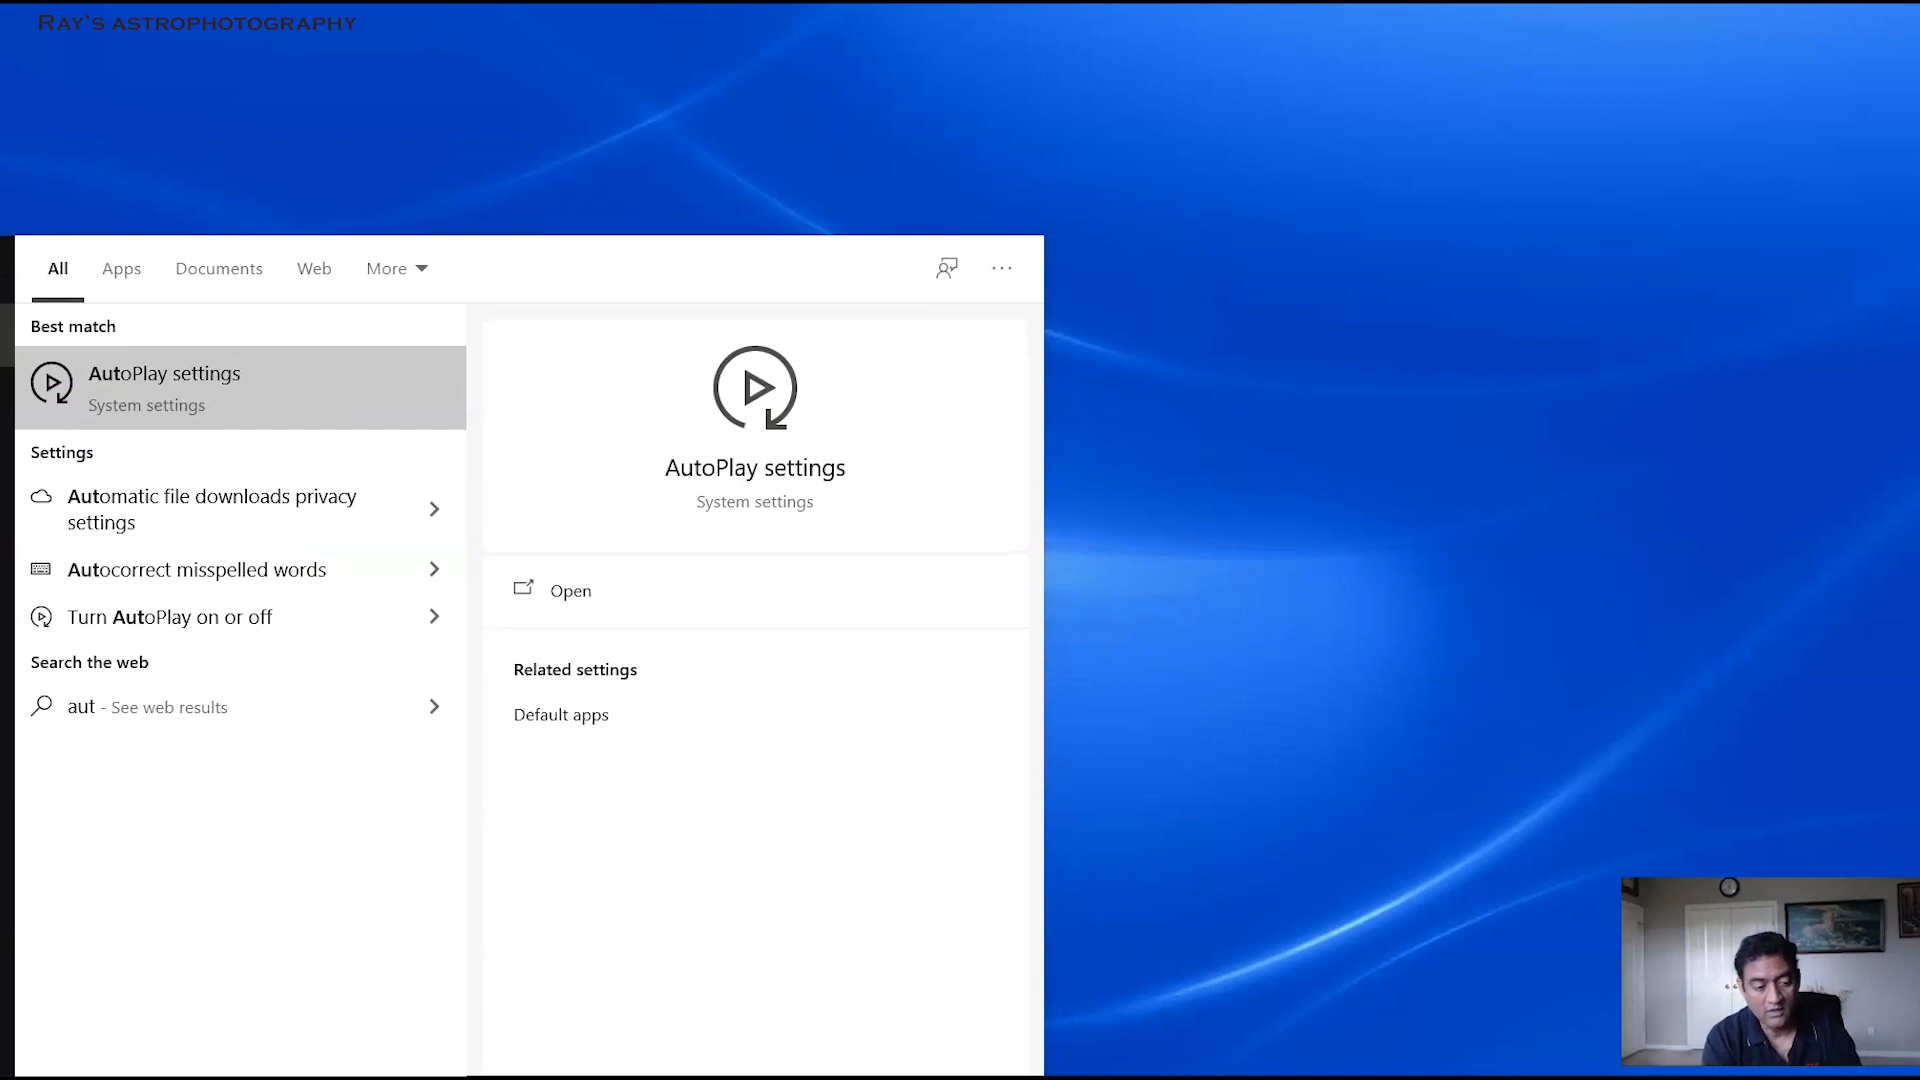 RAY'S ASTROPHOTOGRAPHY
All Apps Documents Web More
Best match
AutoPlay settings
System settings
Settings
Automatic file downloads privacy
settings
Autocorrect misspelled words
Turn AutoPlay on or off
Search the web
aut - See web results
AutoPlay settings
System settings
Open
Related settings
Default apps